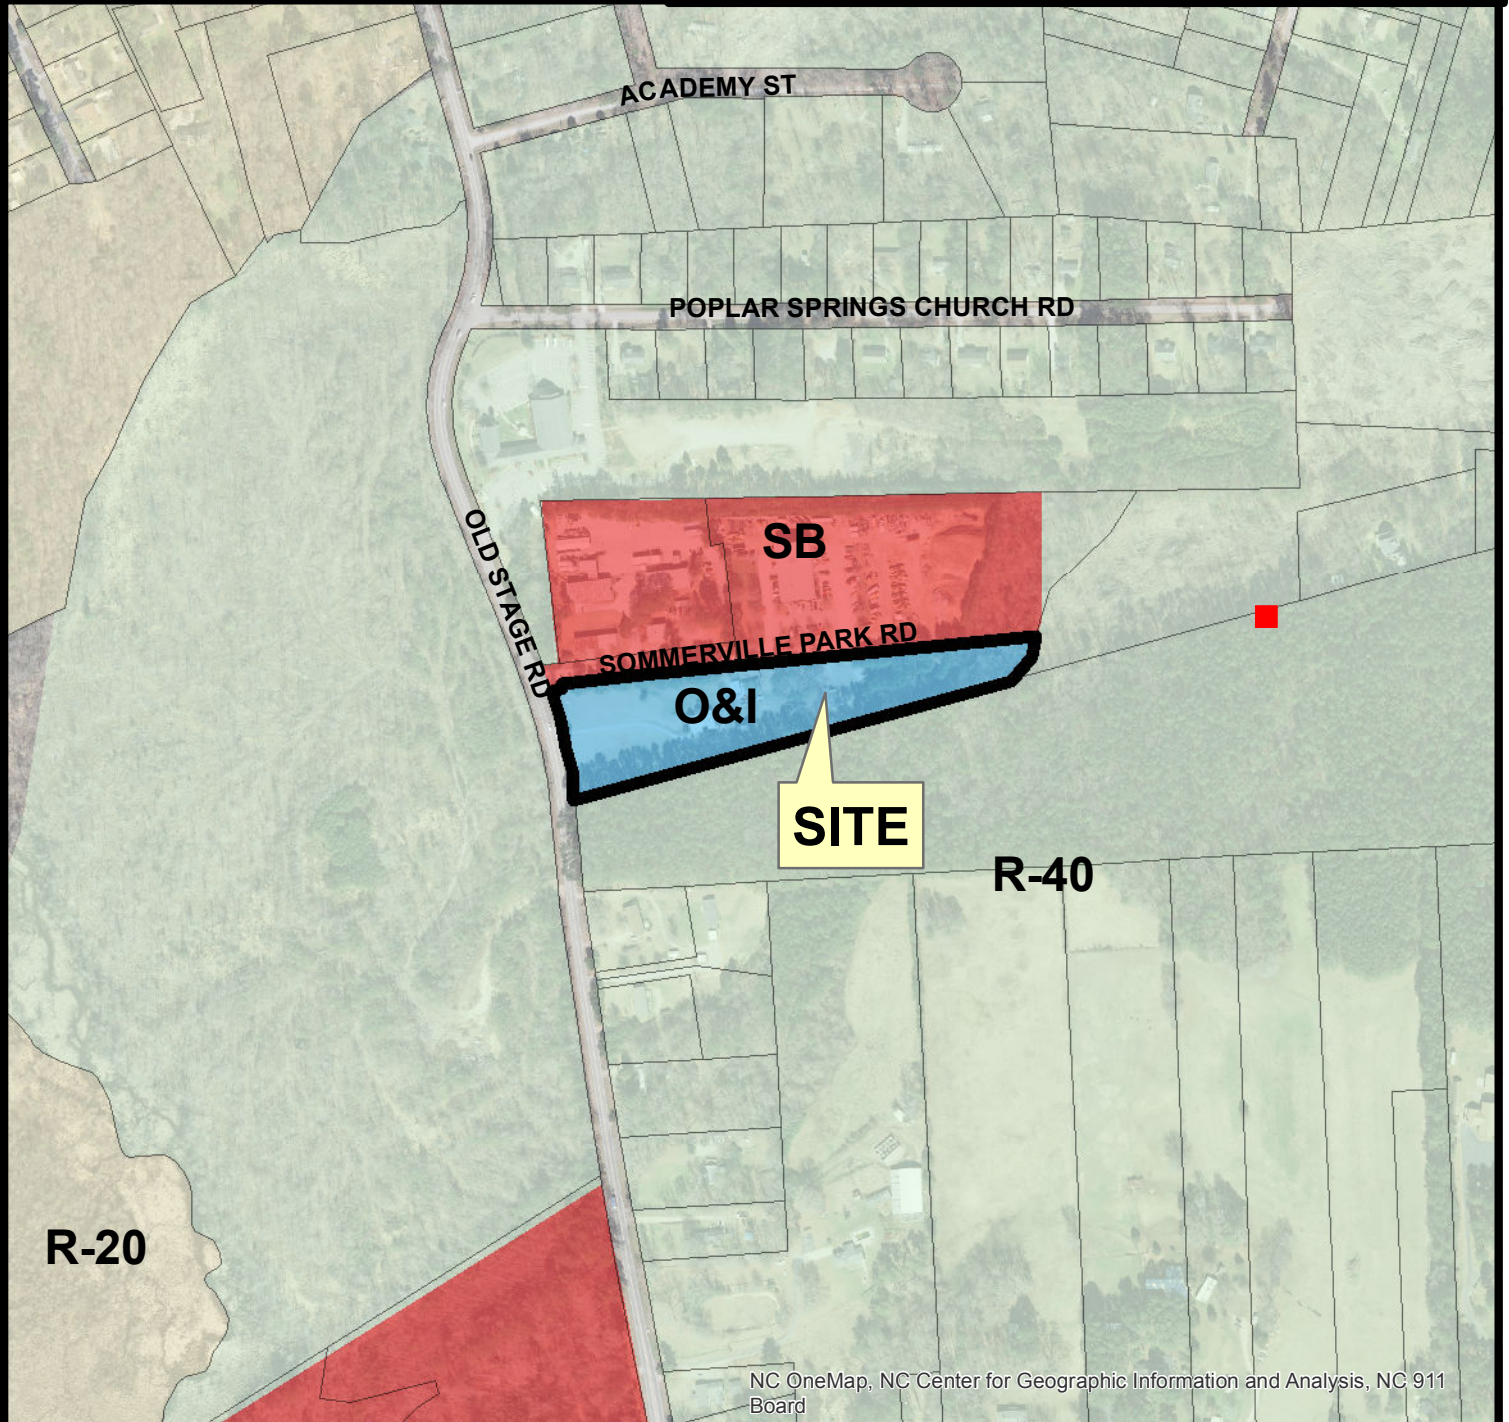 ACADEMY ST
POPLAR SPRINGS CHURCH RD
OLD STAGE RD
SB
SOMMERVILLE PARK RD
O&I
SITE
R-40
R-20
NC OneMap, NC Center for Geographic Information and Analysis, NC 911
Board